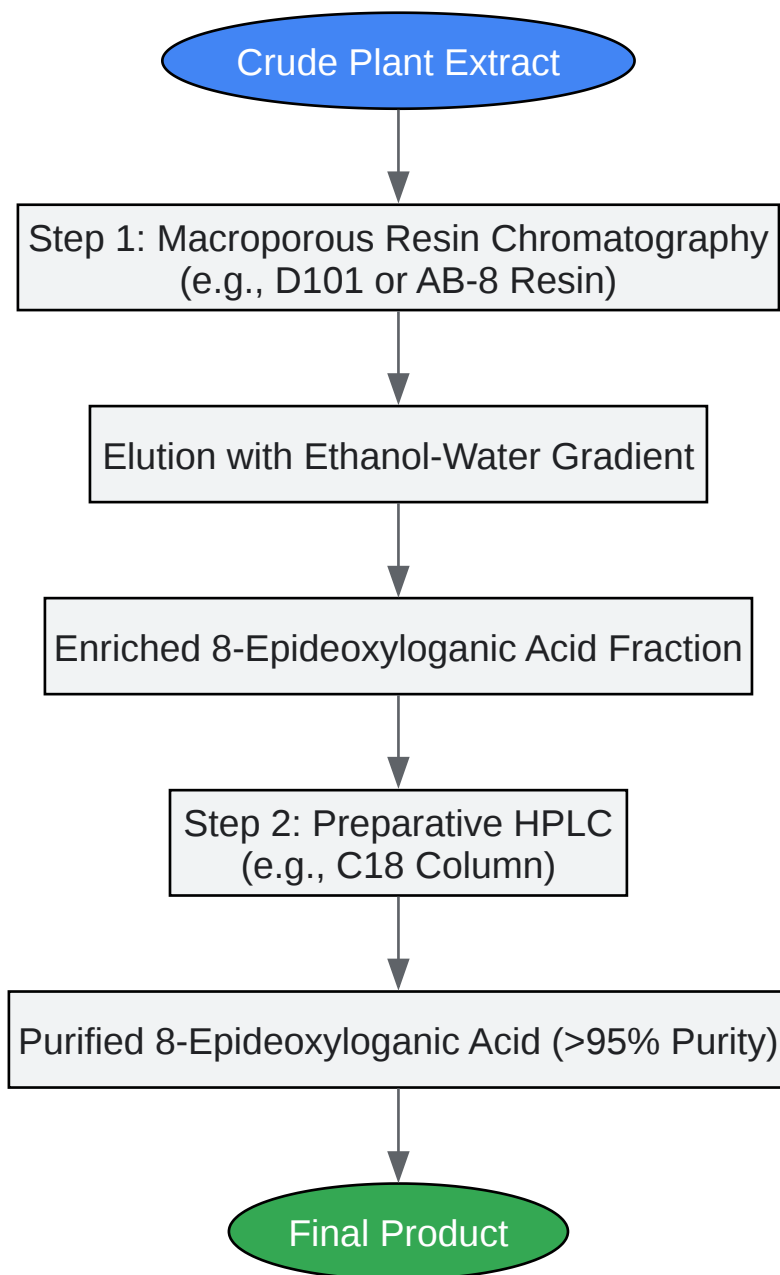 Crude Plant Extract
Step 1: Macroporous Resin Chromatography
(e.g., D101 or AB-8 Resin)
Elution with Ethanol-Water Gradient
Enriched 8-Epideoxyloganic Acid Fraction
Step 2: Preparative HPLC
(e.g., C18 Column)
Purified 8-Epideoxyloganic Acid (>95% Purity)
Final Product